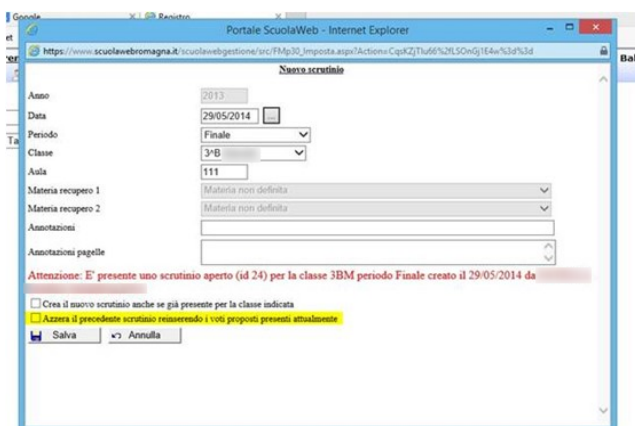 Google X Registro X
Portale ScuolaWeb - Internet Explorer
https://www.scuolawebromagna.it/scuolawebgestione/src/FMp30_Imposta.aspx?Action=
Nuovo scrutinio
Anno 2013
Data 29/05/2014 ...
Periodo Finale
Classe 3^B
Aula 111
Materia recupero 1 Materia non definita
Materia recupero 2 Materia non definita
Annotazioni
Annotazioni pagelle
Attenzione: E' presente uno scrutinio aperto (id 24) per la classe 3BM periodo Finale creato il 29/05/2014 da
Crea il nuovo scrutinio anche se già presente per la classe indicata
Azzera il precedente scrutinio reinserendo i voti proposti presenti attualmente
Salva Annulla